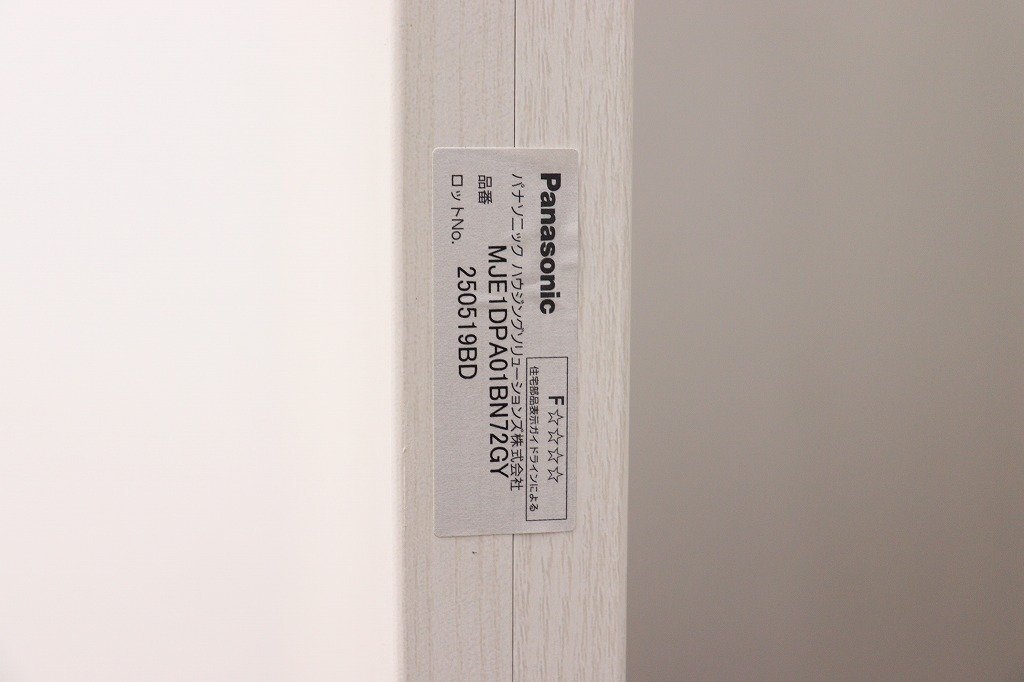 Panasonic
F☆☆☆☆
住宅部品表示ガイドラインによる
パナソニック ハウジングソリューションズ株式会社
品番 MJE1DPA01BN72GY
ロットNo. 250519BD